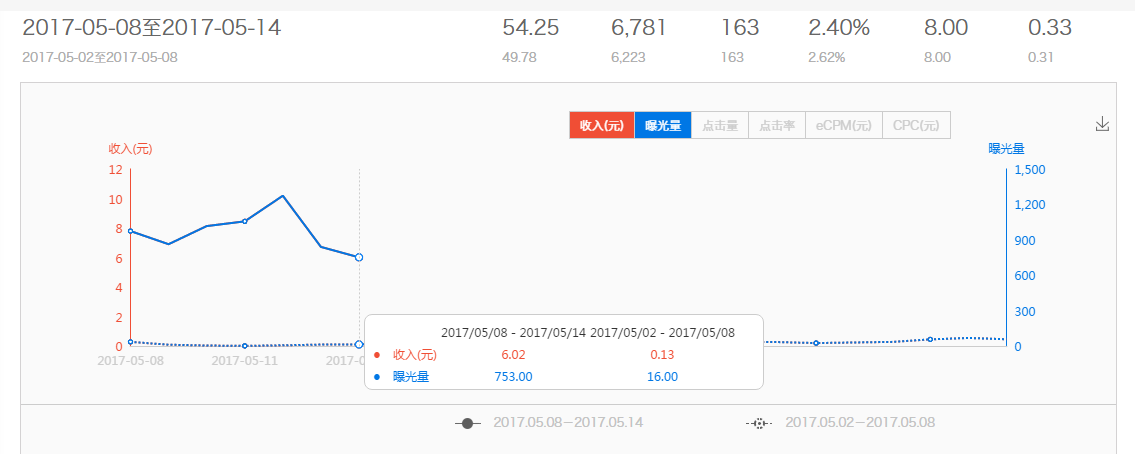 2017-05-08至2017-05-14 54.25 6,781 163 2.40% 8.00 0.33
2017-05-02至2017-05-08 49.78 6,223 163 2.62% 8.00 0.31
收入(元) 曝光量 点击量 点击率 eCPM(元) CPC(元)
收入(元) 曝光量
12 1,500
10 1,200
8 900
6 600
4 300
2
0 0
2017-05-08 2017-05-11 2017-0
2017/05/08 - 2017/05/14 2017/05/02 - 2017/05/08
收入(元) 6.02 0.13
曝光量 753.00 16.00
2017.05.08－2017.05.14 2017.05.02－2017.05.08